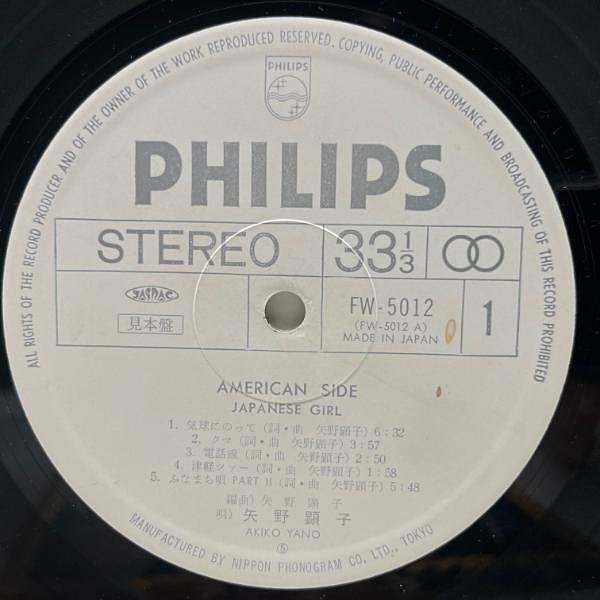 ALL RIGHTS OF THE RECORD PRODUCER AND OF THE OWNER OF THE WORK REPRODUCED RESERVED. COPYING, PUBLIC PERFORMANCE AND BROADCASTING OF THIS RECORD PROHIBITED
PHILIPS
PHILIPS
STEREO
33 1/3
JASRAC
見本盤
FW-5012
(FW-5012 A)
MADE IN JAPAN
1
AMERICAN SIDE
JAPANESE GIRL
1. 気球にのって (詞・曲 矢野顕子) 6:32
2. クマ (詞・曲 矢野顕子) 3:57
3. 電話線 (詞・曲 矢野顕子) 2:50
4. 津軽ツァー (詞・曲 矢野顕子) 1:58
5. ふなまち唄 PART II (詞・曲 矢野顕子) 5:48
編曲) 矢野顕子
唄) 矢野顕子
AKIKO YANO
⑤
MANUFACTURED BY NIPPON PHONOGRAM CO. LTD., TOKYO